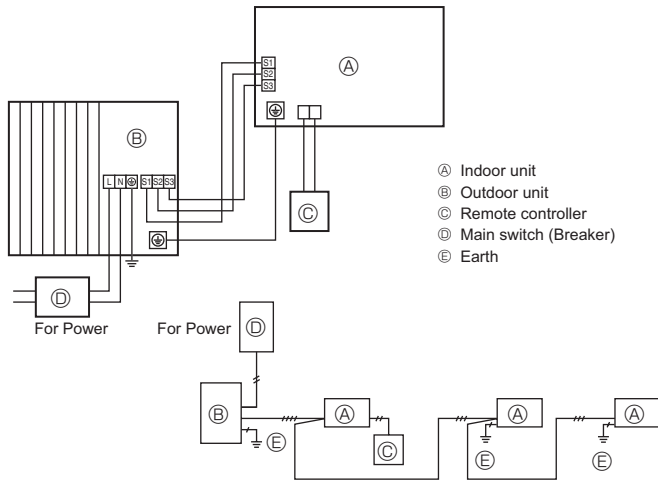 S1
S2
S3
Ⓐ
Ⓑ
L N S1 S2 S3
Ⓒ
Ⓐ Indoor unit
Ⓑ Outdoor unit
Ⓒ Remote controller
Ⓓ Main switch (Breaker)
Ⓔ Earth
Ⓓ
For Power
For Power Ⓓ
Ⓑ Ⓐ Ⓐ Ⓐ
Ⓔ Ⓒ Ⓔ Ⓔ